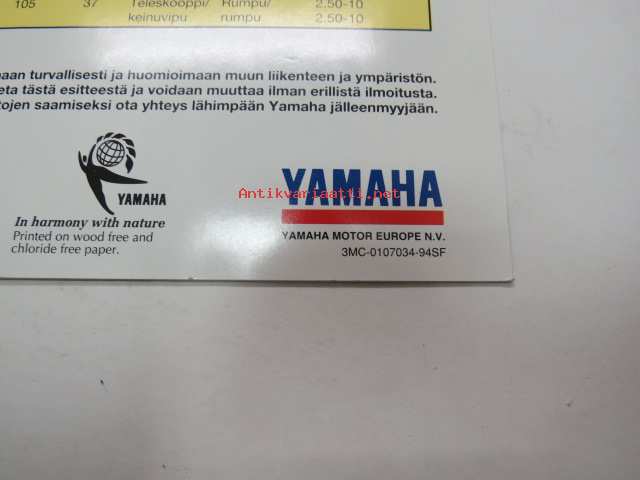 105 37 Teleskooppi/ Rumpu/ 2.50-10
keinuvipu rumpu 2.50-10
maan turvallisesti ja huomioimaan muun liikenteen ja ympäristön.
eta tästä esitteestä ja voidaan muuttaa ilman erillistä ilmoitusta.
tojen saamiseksi ota yhteys lähimpään Yamaha jälleenmyyjään.
YAMAHA
In harmony with nature
Printed on wood free and
chloride free paper.
YAMAHA
Antikvariaatti.net
YAMAHA MOTOR EUROPE N.V.
3MC-0107034-94SF